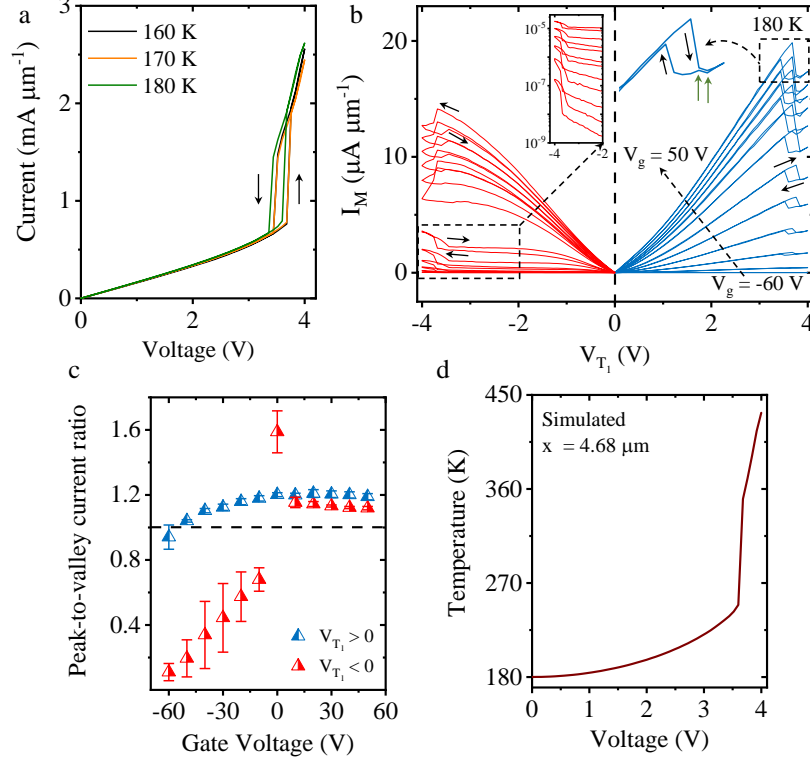 a
Current (mA μm⁻¹)
3
2
1
0
160 K
170 K
180 K
0
2
4
Voltage (V)
b
I_M (μA μm⁻¹)
20
15
10
5
0
10⁻⁵
10⁻⁷
10⁻⁹
-4
-2
180 K
V_g = 50 V
V_g = -60 V
-4
-2
0
2
4
V_T₁ (V)
c
Peak-to-valley current ratio
1.6
1.2
0.8
0.4
V_T₁ > 0
V_T₁ < 0
-60
-30
0
30
60
Gate Voltage (V)
d
Temperature (K)
450
360
270
180
Simulated
x = 4.68 μm
0
1
2
3
4
Voltage (V)